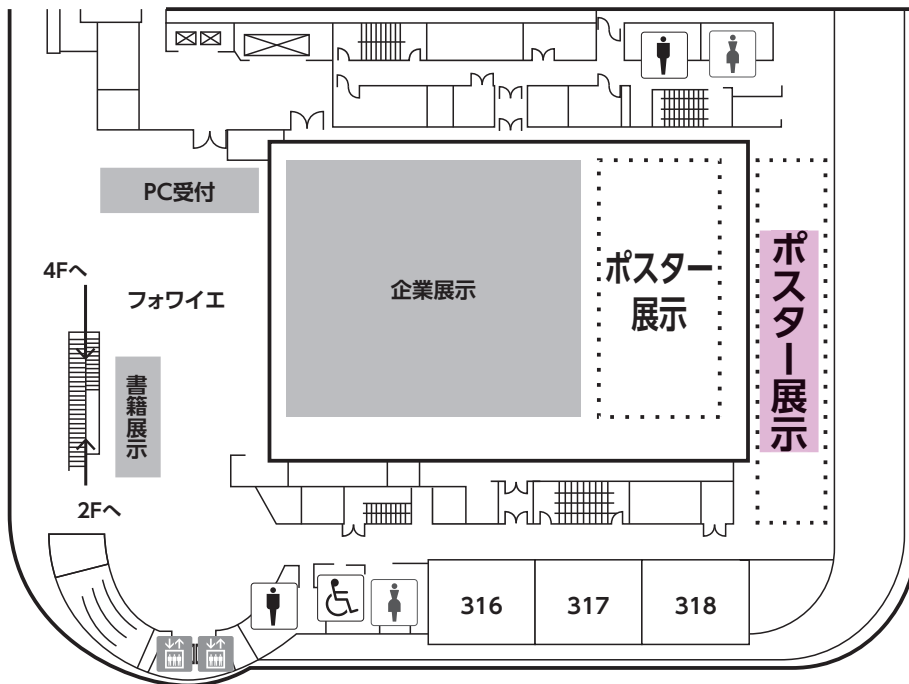 PC受付
4Fへ
フォワイエ
企業展示
ポスター
展示
ポスター展示
書籍展示
2Fへ
316
317
318